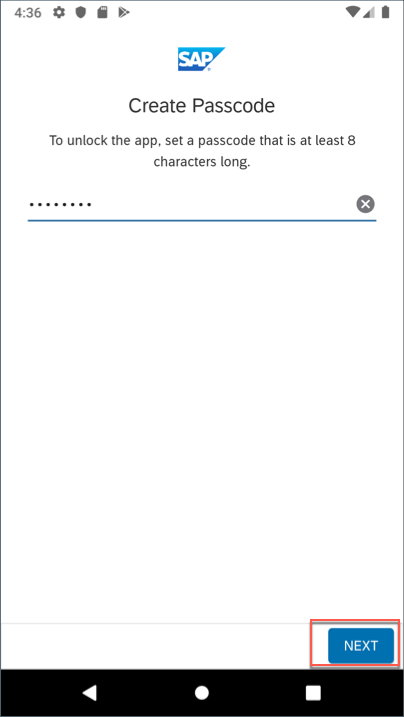 4:36
SAP
Create Passcode
To unlock the app, set a passcode that is at least 8
characters long.
••••••••
NEXT